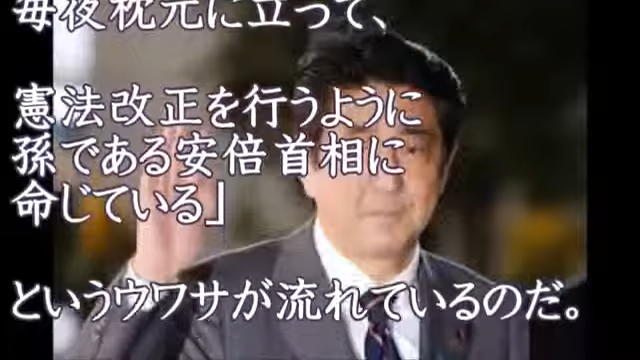 毎夜枕元に立って、
憲法改正を行うように
孫である安倍首相に
命じている」
というウワサが流れているのだ。